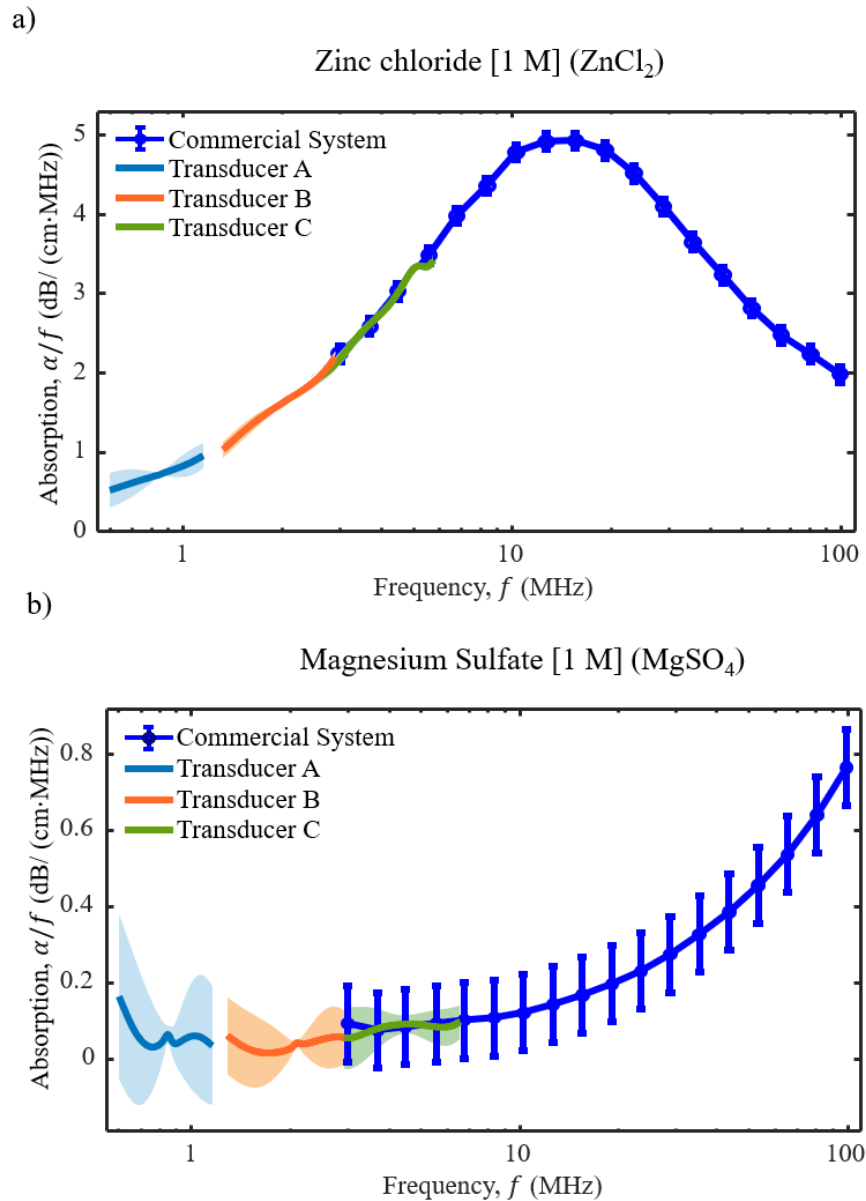 a)
Zinc chloride [1 M] (ZnCl₂)
Absorption, α/f (dB/ (cm·MHz))
5
4
3
2
1
0
Commercial System
Transducer A
Transducer B
Transducer C
1 10 100
Frequency, f (MHz)
b)
Magnesium Sulfate [1 M] (MgSO₄)
Absorption, α/f (dB/ (cm·MHz))
0.8
0.6
0.4
0.2
0
Commercial System
Transducer A
Transducer B
Transducer C
1 10 100
Frequency, f (MHz)